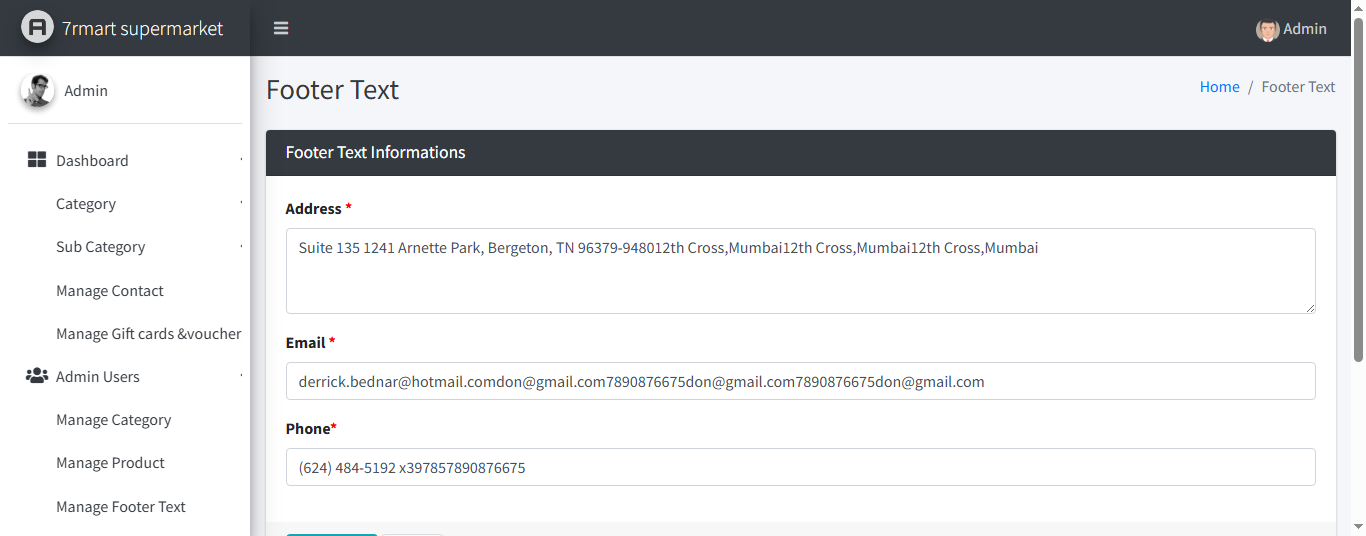 7rmart supermarket
Admin
Admin
Footer Text
Home / Footer Text
Dashboard
Category
Sub Category
Manage Contact
Manage Gift cards &voucher
Admin Users
Manage Category
Manage Product
Manage Footer Text
Footer Text Informations
Address *
Suite 135 1241 Arnette Park, Bergeton, TN 96379-948012th Cross,Mumbai12th Cross,Mumbai12th Cross,Mumbai
Email *
derrick.bednar@hotmail.comdon@gmail.com7890876675don@gmail.com7890876675don@gmail.com
Phone*
(624) 484-5192 x397857890876675